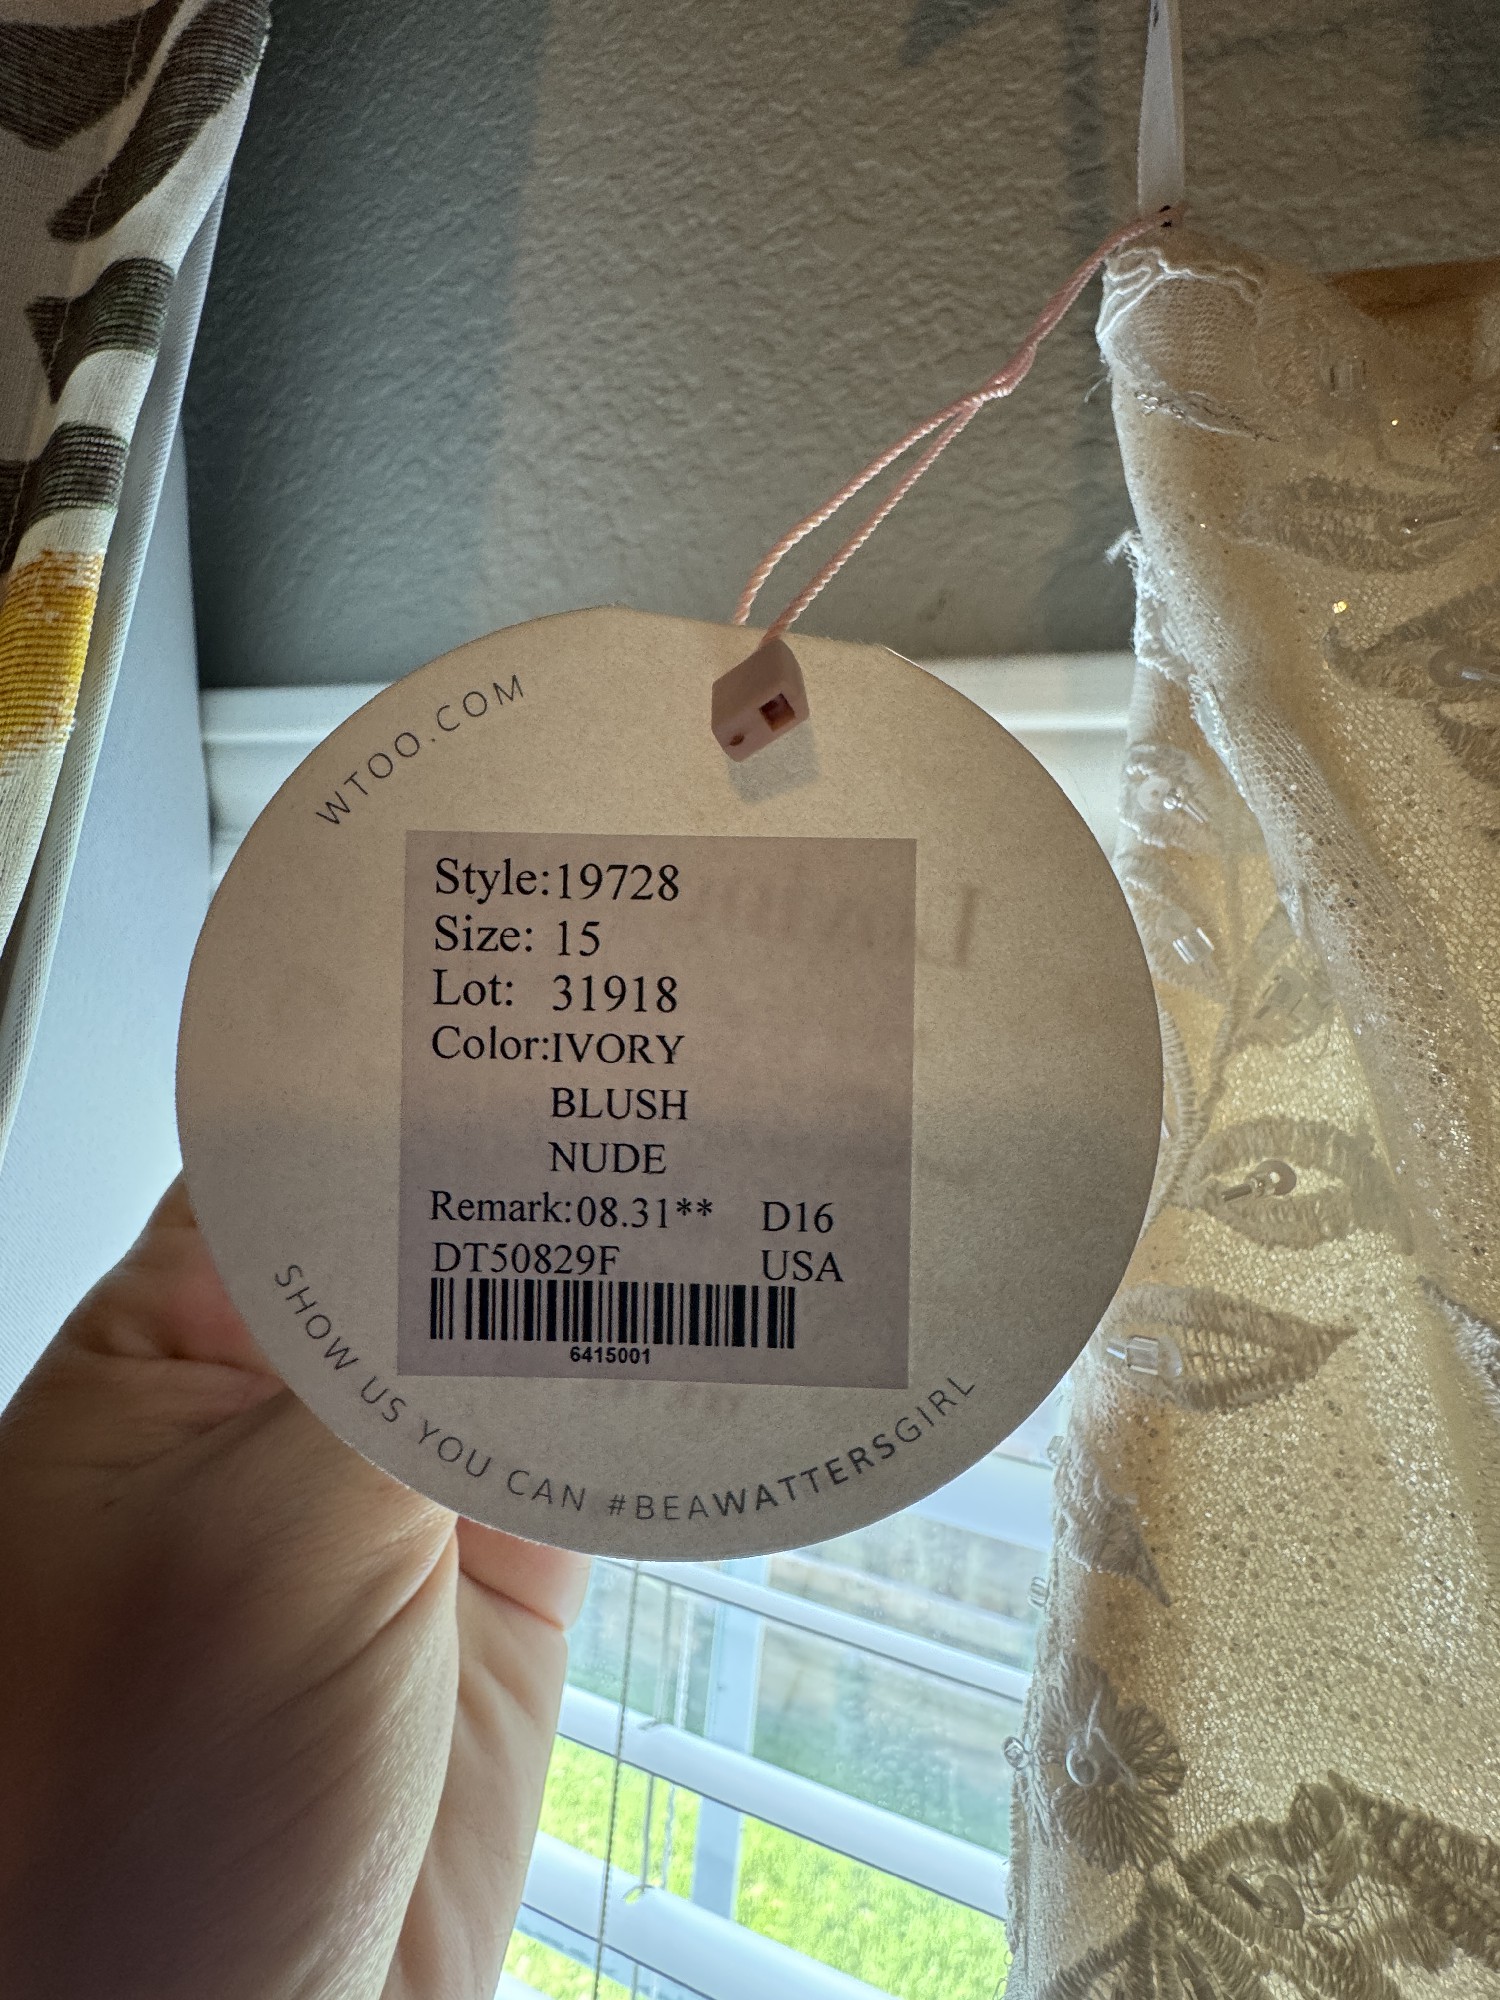 WTOO.COM
Style:19728
Size: 15
Lot: 31918
Color:IVORY
BLUSH
NUDE
Remark:08.31** D16
DT50829F USA
6415001
SHOW US YOU CAN #BEAWATTERSGIRL